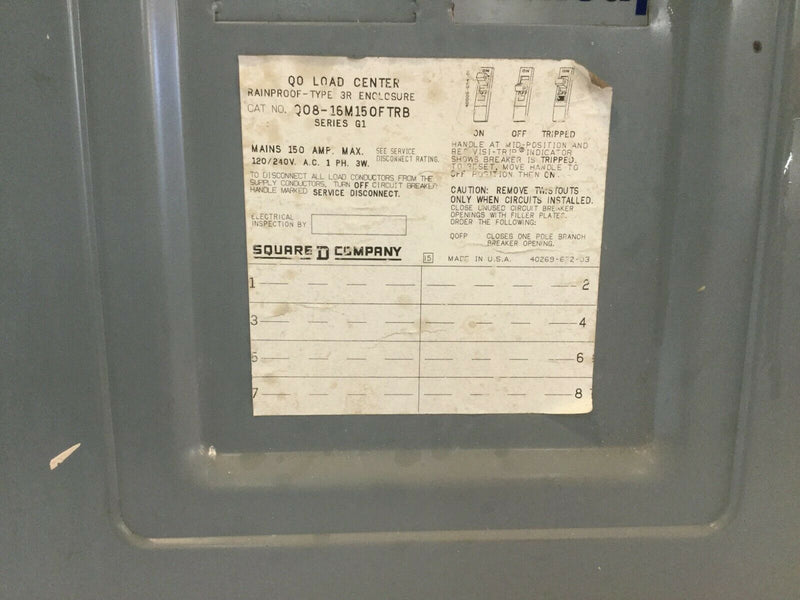 QO LOAD CENTER
RAINPROOF-TYPE 3R ENCLOSURE
CAT NO. QO8-16M150FTRB
SERIES G1
MAINS 150 AMP. MAX.
120/240V. A.C. 1 PH. 3W.
SEE SERVICE
DISCONNECT RATING.
TO DISCONNECT ALL LOAD CONDUCTORS FROM THE
SUPPLY CONDUCTORS, TURN OFF CIRCUIT BREAKER
HANDLE MARKED SERVICE DISCONNECT.
ELECTRICAL
INSPECTION BY
SQUARE D COMPANY
ON OFF TRIPPED
HANDLE AT MID-POSITION AND
RED VISI-TRIP® INDICATOR
SHOWS BREAKER IS TRIPPED.
TO RESET, MOVE HANDLE TO
OFF POSITION THEN ON.
CAUTION: REMOVE TWISTOUTS
ONLY WHEN CIRCUITS INSTALLED.
CLOSE UNUSED CIRCUIT BREAKER
OPENINGS WITH FILLER PLATES.
ORDER THE FOLLOWING:
QOFP CLOSES ONE POLE BRANCH
BREAKER OPENING.
15 MADE IN U.S.A.
1 2
3 4
5 6
7 8